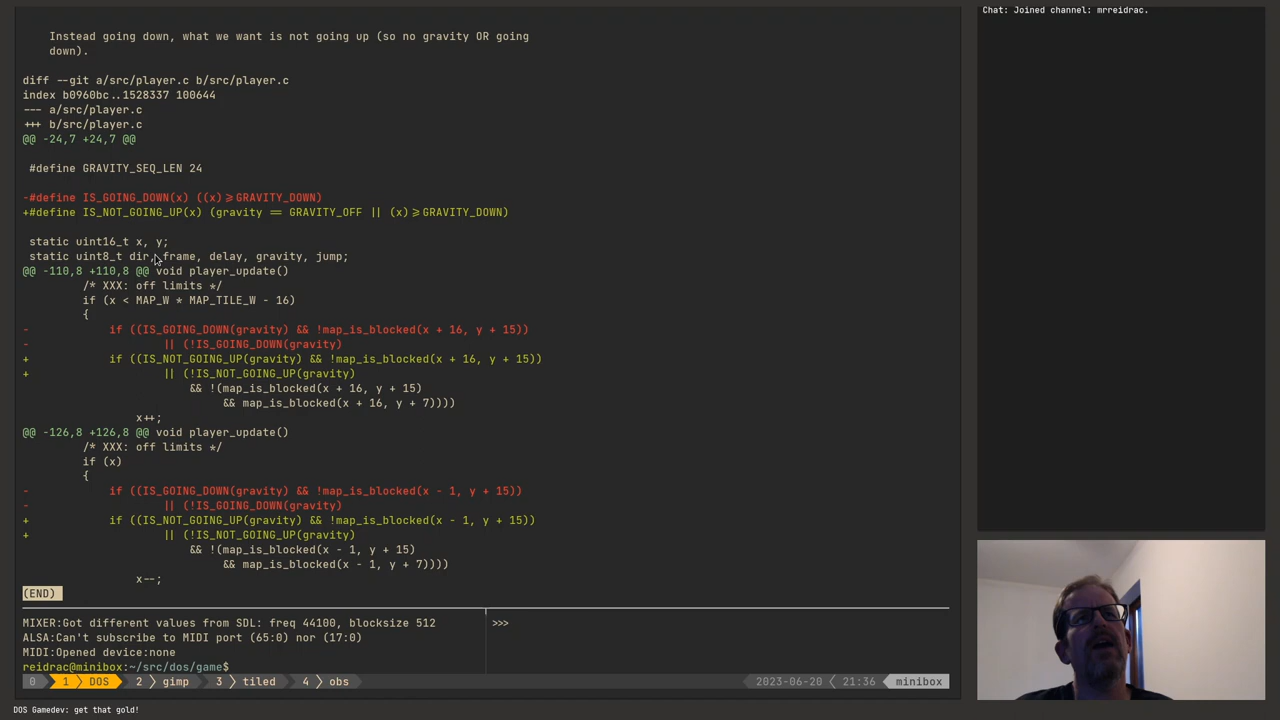 Instead going down, what we want is not going up (so no gravity OR going
down).
diff --git a/src/player.c b/src/player.c
index b0960bc..1528337 100644
--- a/src/player.c
+++ b/src/player.c
@@ -24,7 +24,7 @@
#define GRAVITY_SEQ_LEN 24
-#define IS_GOING_DOWN(x) ((x)>=GRAVITY_DOWN)
+#define IS_NOT_GOING_UP(x) (gravity == GRAVITY_OFF || (x)>=GRAVITY_DOWN)
static uint16_t x, y;
static uint8_t dir, frame, delay, gravity, jump;
@@ -110,8 +110,8 @@ void player_update()
/* XXX: off limits */
if (x < MAP_W * MAP_TILE_W - 16)
{
- if ((IS_GOING_DOWN(gravity) && !map_is_blocked(x + 16, y + 15))
- || (!IS_GOING_DOWN(gravity)
+ if ((IS_NOT_GOING_UP(gravity) && !map_is_blocked(x + 16, y + 15))
+ || (!IS_NOT_GOING_UP(gravity)
&& !(map_is_blocked(x + 16, y + 15)
&& map_is_blocked(x + 16, y + 7))))
x++;
@@ -126,8 +126,8 @@ void player_update()
/* XXX: off limits */
if (x)
{
- if ((IS_GOING_DOWN(gravity) && !map_is_blocked(x - 1, y + 15))
- || (!IS_GOING_DOWN(gravity)
+ if ((IS_NOT_GOING_UP(gravity) && !map_is_blocked(x - 1, y + 15))
+ || (!IS_NOT_GOING_UP(gravity)
&& !(map_is_blocked(x - 1, y + 15)
&& map_is_blocked(x - 1, y + 7))))
x--;
(END)
MIXER:Got different values from SDL: freq 44100, blocksize 512
ALSA:Can't subscribe to MIDI port (65:0) nor (17:0)
MIDI:Opened device:none
reidrac@minibox:~/src/dos/game$
>>>
0 1 DOS 2 gimp 3 tiled 4 obs 2023-06-20 21:36 minibox
DOS Gamedev: get that gold!
Chat: Joined channel: mrreidrac.